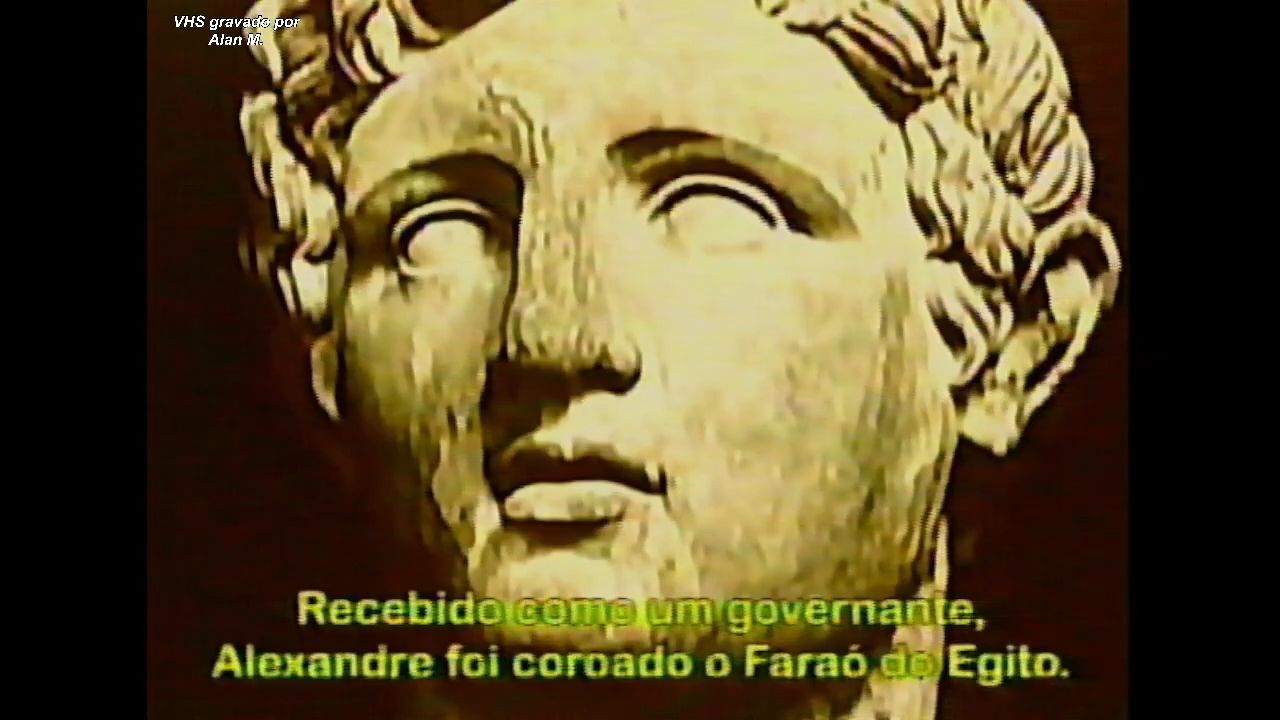 VHS gravado por
Alan M.
Recebido como um governante,
Alexandre foi coroado o Faraó do Egito.